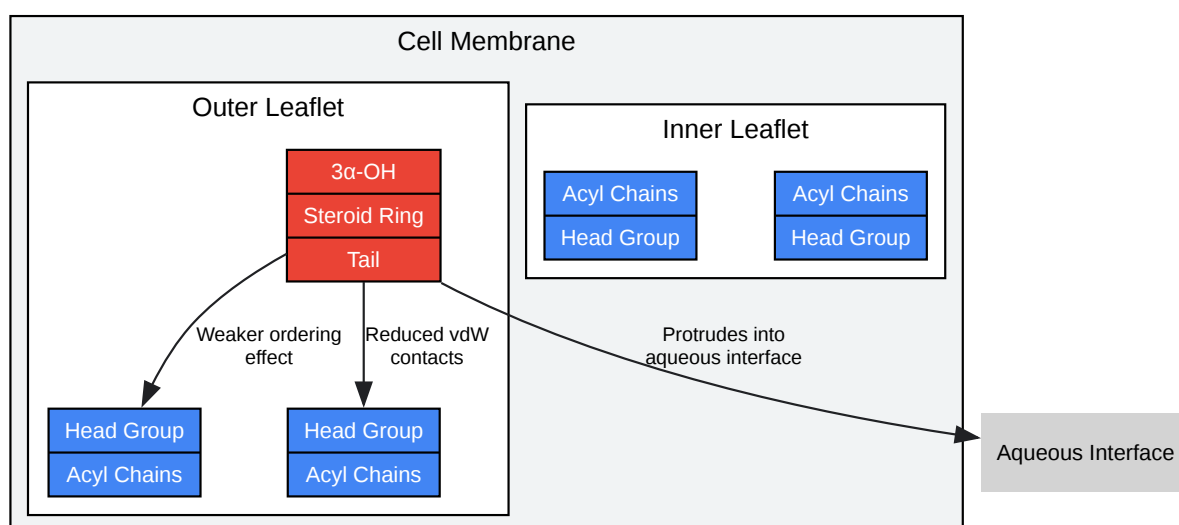 Cell Membrane
Outer Leaflet
3α-OH
Steroid Ring
Tail
Weaker ordering
effect
Reduced vdW
contacts
Head Group
Acyl Chains
Head Group
Acyl Chains
Inner Leaflet
Acyl Chains
Head Group
Acyl Chains
Head Group
Protrudes into
aqueous interface
Aqueous Interface